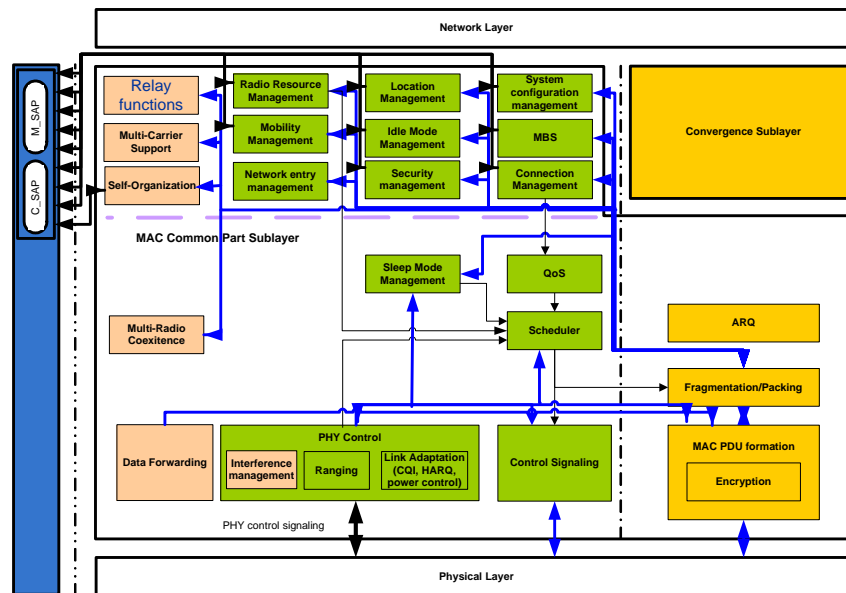 Network Layer
M_SAP
C_SAP
Relay functions
Radio Resource
Management
Location
Management
System
configuration
management
Convergence Sublayer
Multi-Carrier
Support
Mobility
Management
Idle Mode
Management
MBS
Self-Organization
Network entry
management
Security
management
Connection
Management
MAC Common Part Sublayer
Sleep Mode
Management
QoS
Multi-Radio
Coexitence
Scheduler
ARQ
Fragmentation/Packing
Data Forwarding
PHY Control
Interference
management
Ranging
Link Adaptation
(CQI, HARQ,
power control)
Control Signaling
MAC PDU formation
Encryption
PHY control signaling
Physical Layer